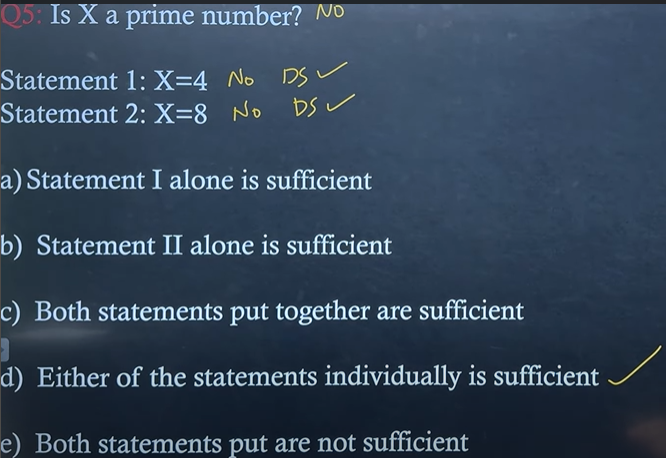 Q5: Is X a prime number? NO
Statement 1: X=4 No DS ✓
Statement 2: X=8 No DS ✓
a) Statement I alone is sufficient
b) Statement II alone is sufficient
c) Both statements put together are sufficient
d) Either of the statements individually is sufficient ✓
e) Both statements put are not sufficient